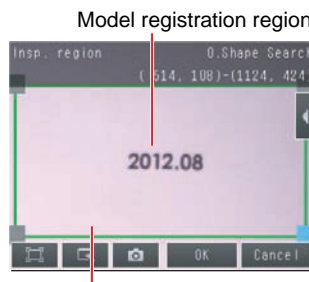 Model registration region
Insp. region 0.Shape Search
( 514, 108)-(1124, 424)
2012.08
OK Cancel